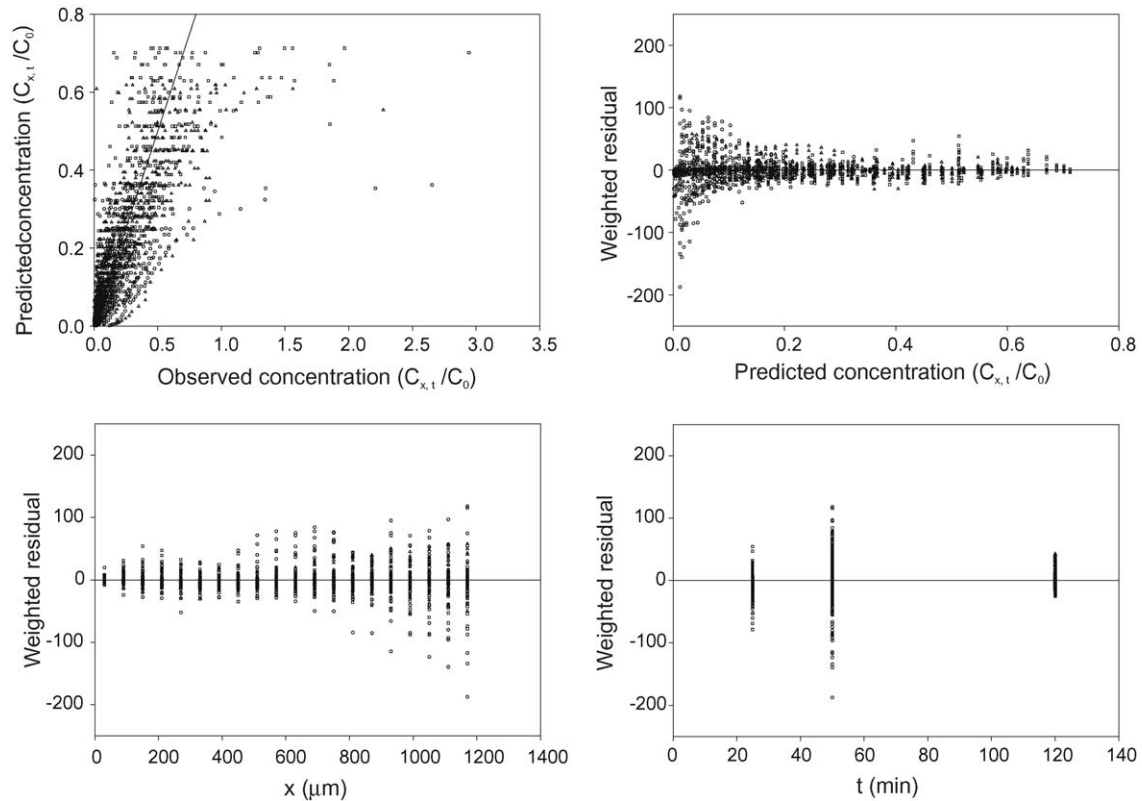 0.8
0.6
0.4
0.2
0.0
0.0 0.5 1.0 1.5 2.0 2.5 3.0 3.5
Predictedconcentration (Cx, t /C0)
Observed concentration (Cx, t /C0)
200
100
0
-100
-200
0.0 0.2 0.4 0.6 0.8
Weighted residual
Predicted concentration (Cx, t /C0)
200
100
0
-100
-200
0 200 400 600 800 1000 1200 1400
Weighted residual
x (μm)
200
100
0
-100
-200
0 20 40 60 80 100 120 140
Weighted residual
t (min)